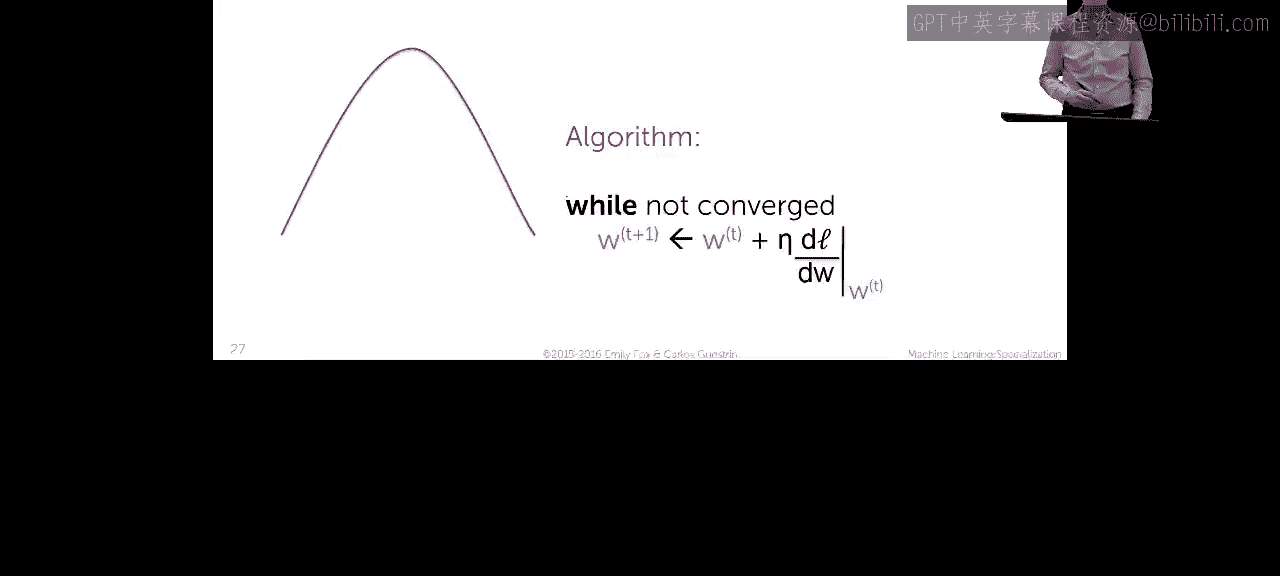 GPT中英字幕课程资源@bilibili.com
Algorithm:
while not converged
w(t+1) ← w(t) + η dℓ/dw |w(t)
27
©2015-2016 Emily Fox & Carlos Guestrin
Machine Learning Specialization